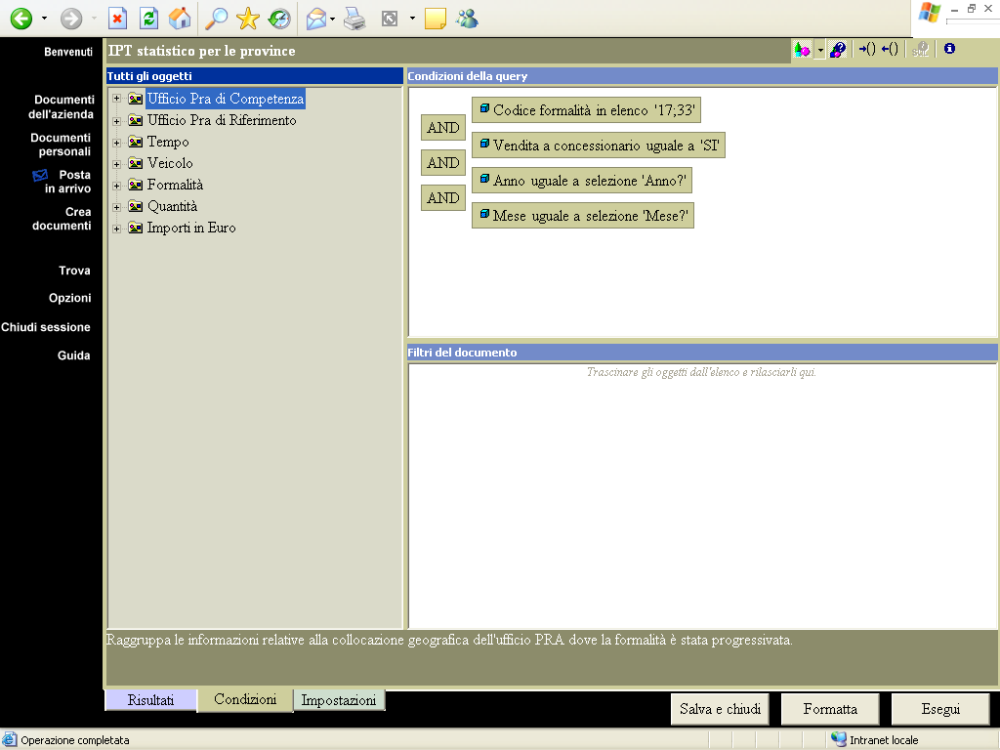 Benvenuti
Documenti
dell'azienda
Documenti
personali
Posta
in arrivo
Crea
documenti
Trova
Opzioni
Chiudi sessione
Guida
IPT statistico per le province
Tutti gli oggetti
Ufficio Pra di Competenza
Ufficio Pra di Riferimento
Tempo
Veicolo
Formalità
Quantità
Importi in Euro
Condizioni della query
Codice formalità in elenco '17;33'
AND
Vendita a concessionario uguale a 'SI'
AND
Anno uguale a selezione 'Anno?'
AND
Mese uguale a selezione 'Mese?'
Filtri del documento
Trascinare gli oggetti dall'elenco e rilasciarli qui.
Raggruppa le informazioni relative alla collocazione geografica dell'ufficio PRA dove la formalità è stata progressivata.
Risultati
Condizioni
Impostazioni
Salva e chiudi
Formatta
Esegui
Operazione completata
Intranet locale